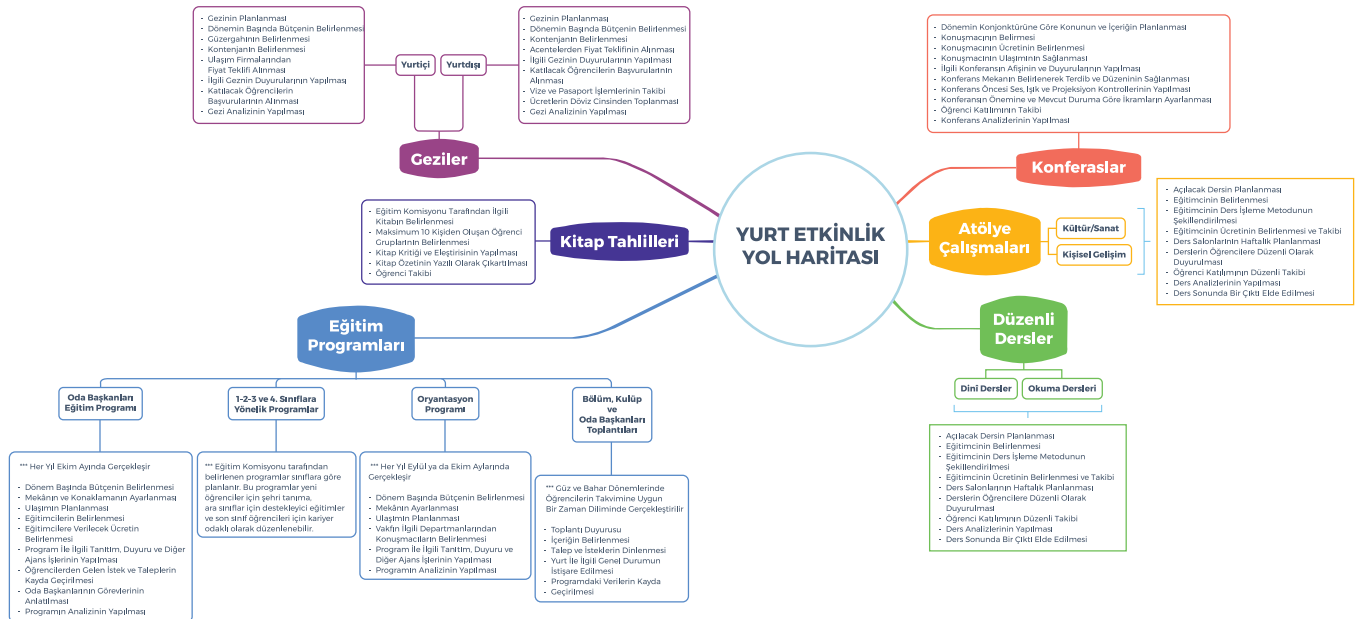 - Gezinin Planlanması
- Dönemin Başında Bütçenin Belirlenmesi
- Güzergahının Belirlenmesi
- Kontenjanın Belirlenmesi
- Ulaşım Firmalarından
Fiyat Teklifi Alınması
- İlgili Geznin Duyurularının Yapılması
- Katılacak Öğrencilerin
Başvurularının Alınması
- Gezi Analizinin Yapılması
Yurtiçi
Yurtdışı
- Gezinin Planlanması
- Dönemin Başında Bütçenin Belirlenmesi
- Kontenjanın Belirlenmesi
- Acentelerden Fiyat Teklifinin Alınması
- İlgili Gezinin Duyurularının Yapılması
- Katılacak Öğrencilerin Başvurularının
Alınması
- Vize ve Pasaport İşlemlerinin Takibi
- Ücretlerin Döviz Cinsinden Toplanması
- Gezi Analizinin Yapılması
Geziler
- Dönemin Konjonktürüne Göre Konunun ve İçeriğin Planlanması
- Konuşmacının Belirmesi
- Konuşmacının Ücretinin Belirlenmesi
- Konuşmacının Ulaşımının Sağlanması
- İlgili Konferansın Afişinin ve Duyurularının Yapılması
- Konferans Mekanın Belirlenerek Terdib ve Düzeninin Sağlanması
- Konferans Öncesi Ses, Işık ve Projeksiyon Kontrollerinin Yapılması
- Konferansın Önemine ve Mevcut Duruma Göre İkramların Ayarlanması
- Öğrenci Katılımının Takibi
- Konferans Analizlerinin Yapılması
Konferaslar
- Eğitim Komisyonu Tarafından İlgili
Kitabın Belirlenmesi
- Maksimum 10 Kişiden Oluşan Öğrenci
Gruplarının Belirlenmesi
- Kitap Kritiği ve Eleştirisinin Yapılması
- Kitap Özetinin Yazılı Olarak Çıkartılması
- Öğrenci Takibi
Kitap Tahlilleri
YURT ETKİNLİK
YOL HARİTASI
Atölye
Çalışmaları
Kültür/Sanat
Kişisel Gelişim
- Açılacak Dersin Planlanması
- Eğitimcinin Belirlenmesi
- Eğitimcinin Ders İşleme Metodunun
Şekillendirilmesi
- Eğitimcinin Ücretinin Belirlenmesi ve Takibi
- Ders Salonlarının Haftalık Planlanması
- Derslerin Öğrencilere Düzenli Olarak
Duyurulması
- Öğrenci Katılımının Düzenli Takibi
- Ders Analizlerinin Yapılması
- Ders Sonunda Bir Çıktı Elde Edilmesi
Eğitim
Programları
Düzenli
Dersler
Dinî Dersler
Okuma Dersleri
- Açılacak Dersin Planlanması
- Eğitimcinin Belirlenmesi
- Eğitimcinin Ders İşleme Metodunun
Şekillendirilmesi
- Eğitimcinin Ücretinin Belirlenmesi ve Takibi
- Ders Salonlarının Haftalık Planlanması
- Derslerin Öğrencilere Düzenli Olarak
Duyurulması
- Öğrenci Katılımının Düzenli Takibi
- Ders Analizlerinin Yapılması
- Ders Sonunda Bir Çıktı Elde Edilmesi
Oda Başkanları
Eğitim Programı
*** Her Yıl Ekim Ayında Gerçekleşir
- Dönem Başında Bütçenin Belirlenmesi
- Mekânın ve Konaklamanın Ayarlanması
- Ulaşımın Planlanması
- Eğitimcilerin Belirlenmesi
- Eğitimcilere Verilecek Ücretin
Belirlenmesi
- Program İle İlgili Tanıtım, Duyuru ve Diğer
Ajans İşlerinin Yapılması
- Öğrencilerden Gelen İstek ve Taleplerin
Kayda Geçirilmesi
- Oda Başkanlarının Görevlerinin
Anlatılması
- Programın Analizinin Yapılması
1-2-3 ve 4. Sınıflara
Yönelik Programlar
*** Eğitim Komisyonu tarafından
belirlenen programlar sınıflara göre
planlanır. Bu programlar yeni
öğrenciler için şehri tanıma,
ara sınıflar için destekleyici eğitimler
ve son sınıf öğrencileri için kariyer
odaklı olarak düzenlenebilir.
Oryantasyon
Programı
*** Her Yıl Eylül ya da Ekim Aylarında
Gerçekleşir
- Dönem Başında Bütçenin Belirlenmesi
- Mekânın Ayarlanması
- Ulaşımın Planlanması
- Vakfın İlgili Departmanlarından
Konuşmacıların Belirlenmesi
- Program İle İlgili Tanıtım, Duyuru ve
Diğer Ajans İşlerinin Yapılması
- Programın Analizinin Yapılması
Bölüm, Kulüp
ve
Oda Başkanları
Toplantıları
*** Güz ve Bahar Dönemlerinde
Öğrencilerin Takvimine Uygun
Bir Zaman Diliminde Gerçekleştirilir
- Toplantı Duyurusu
- İçeriğin Belirlenmesi
- Talep ve İsteklerin Dinlenmesi
- Yurt İle İlgili Genel Durumun
İstişare Edilmesi
- Programdaki Verilerin Kayda
Geçirilmesi